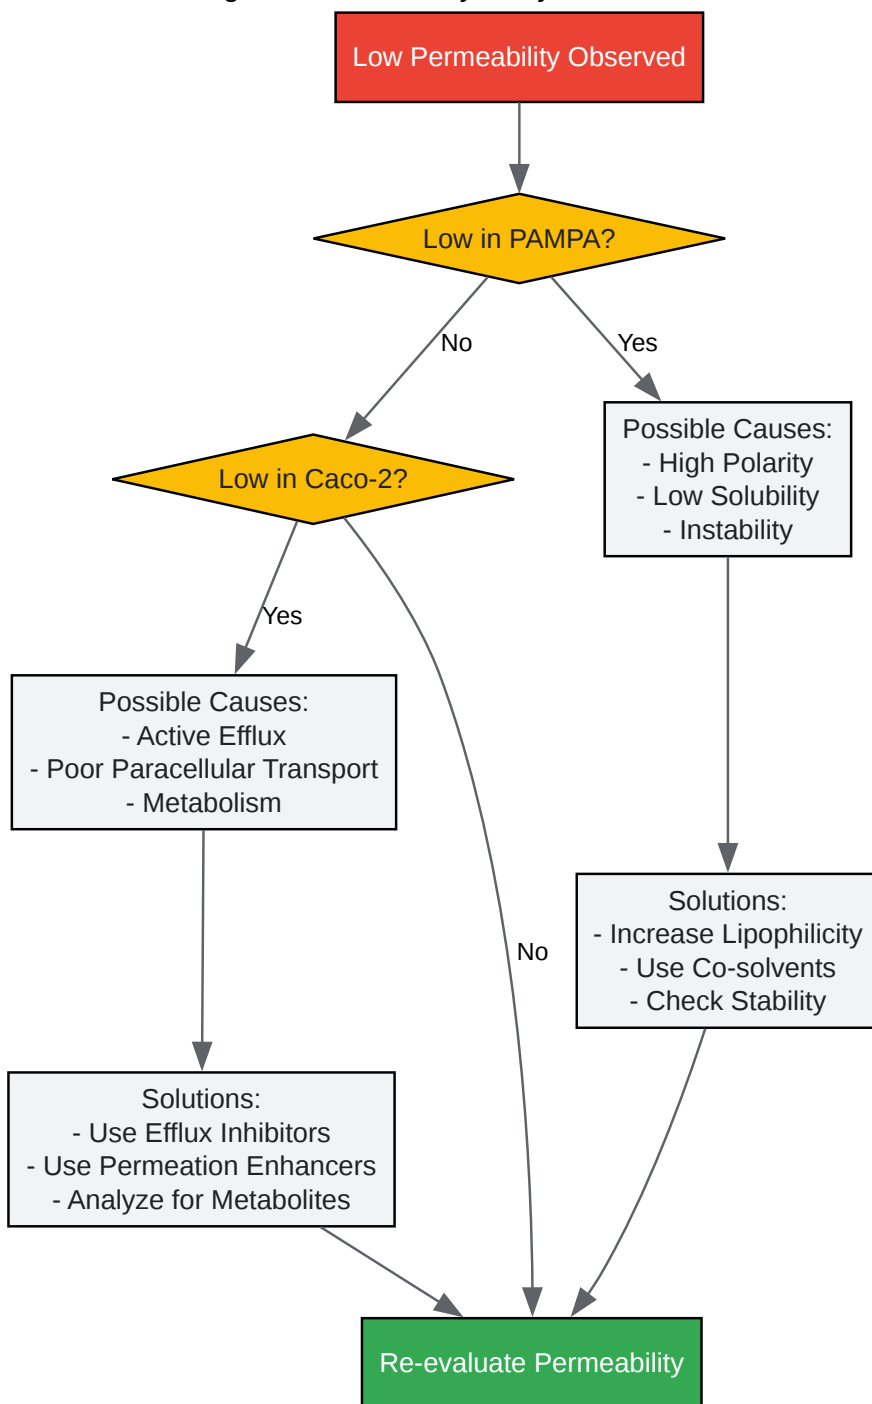 Low Permeability Observed
Low in PAMPA?
No
Yes
Low in Caco-2?
Possible Causes:
- High Polarity
- Low Solubility
- Instability
Yes
Possible Causes:
- Active Efflux
- Poor Paracellular Transport
- Metabolism
No
Solutions:
- Increase Lipophilicity
- Use Co-solvents
- Check Stability
Solutions:
- Use Efflux Inhibitors
- Use Permeation Enhancers
- Analyze for Metabolites
Re-evaluate Permeability